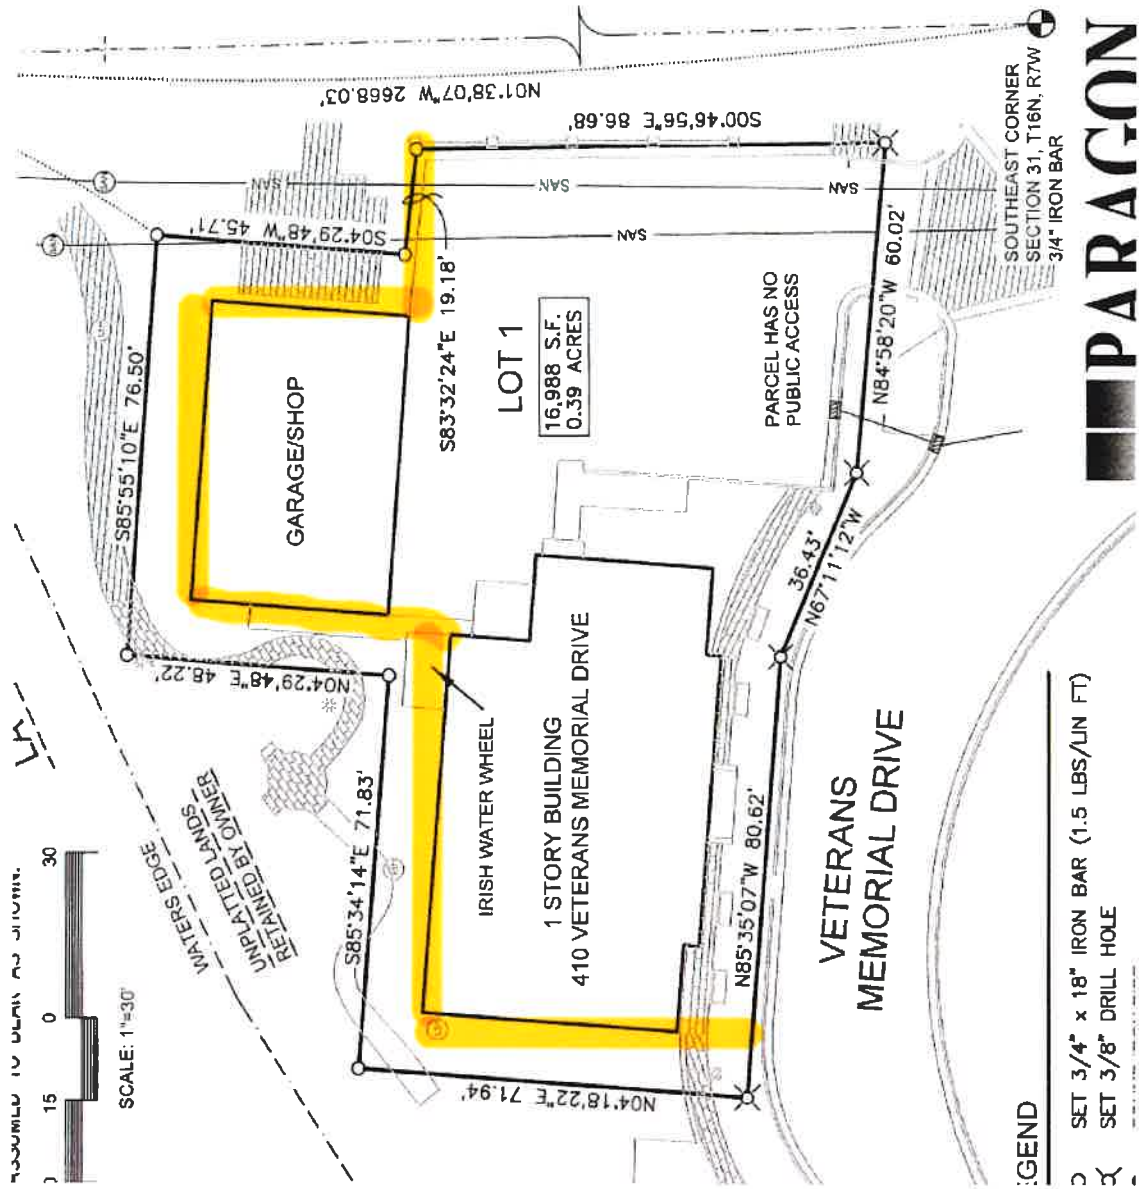 N01°38'07"W 2668.03'
S00°46'56"E 86.68'
SOUTHEAST CORNER
SECTION 31, T16N, R7W
3/4" IRON BAR
PARAGON
SAN
SAN
SAN
SAN
S04°29'48"W 45.71'
S83°32'24"E 19.18'
S85°55'10"E 76.50'
GARAGE/SHOP
LOT 1
16,988 S.F.
0.39 ACRES
PARCEL HAS NO
PUBLIC ACCESS
N84°58'20"W 60.02'
36.43'
N67°11'12"W
N04°29'48"E 48.22'
S85°34'14"E 71.83'
IRISH WATER WHEEL
1 STORY BUILDING
410 VETERANS MEMORIAL DRIVE
N85°35'07"W 80.62'
VETERANS
MEMORIAL DRIVE
WATERS EDGE
UNPLATTED LANDS
RETAINED BY OWNER
N04°18'22"E 71.94'
15 0 30
SCALE: 1"=30'
GEND
SET 3/4" x 18" IRON BAR (1.5 LBS/LIN FT)
SET 3/8" DRILL HOLE